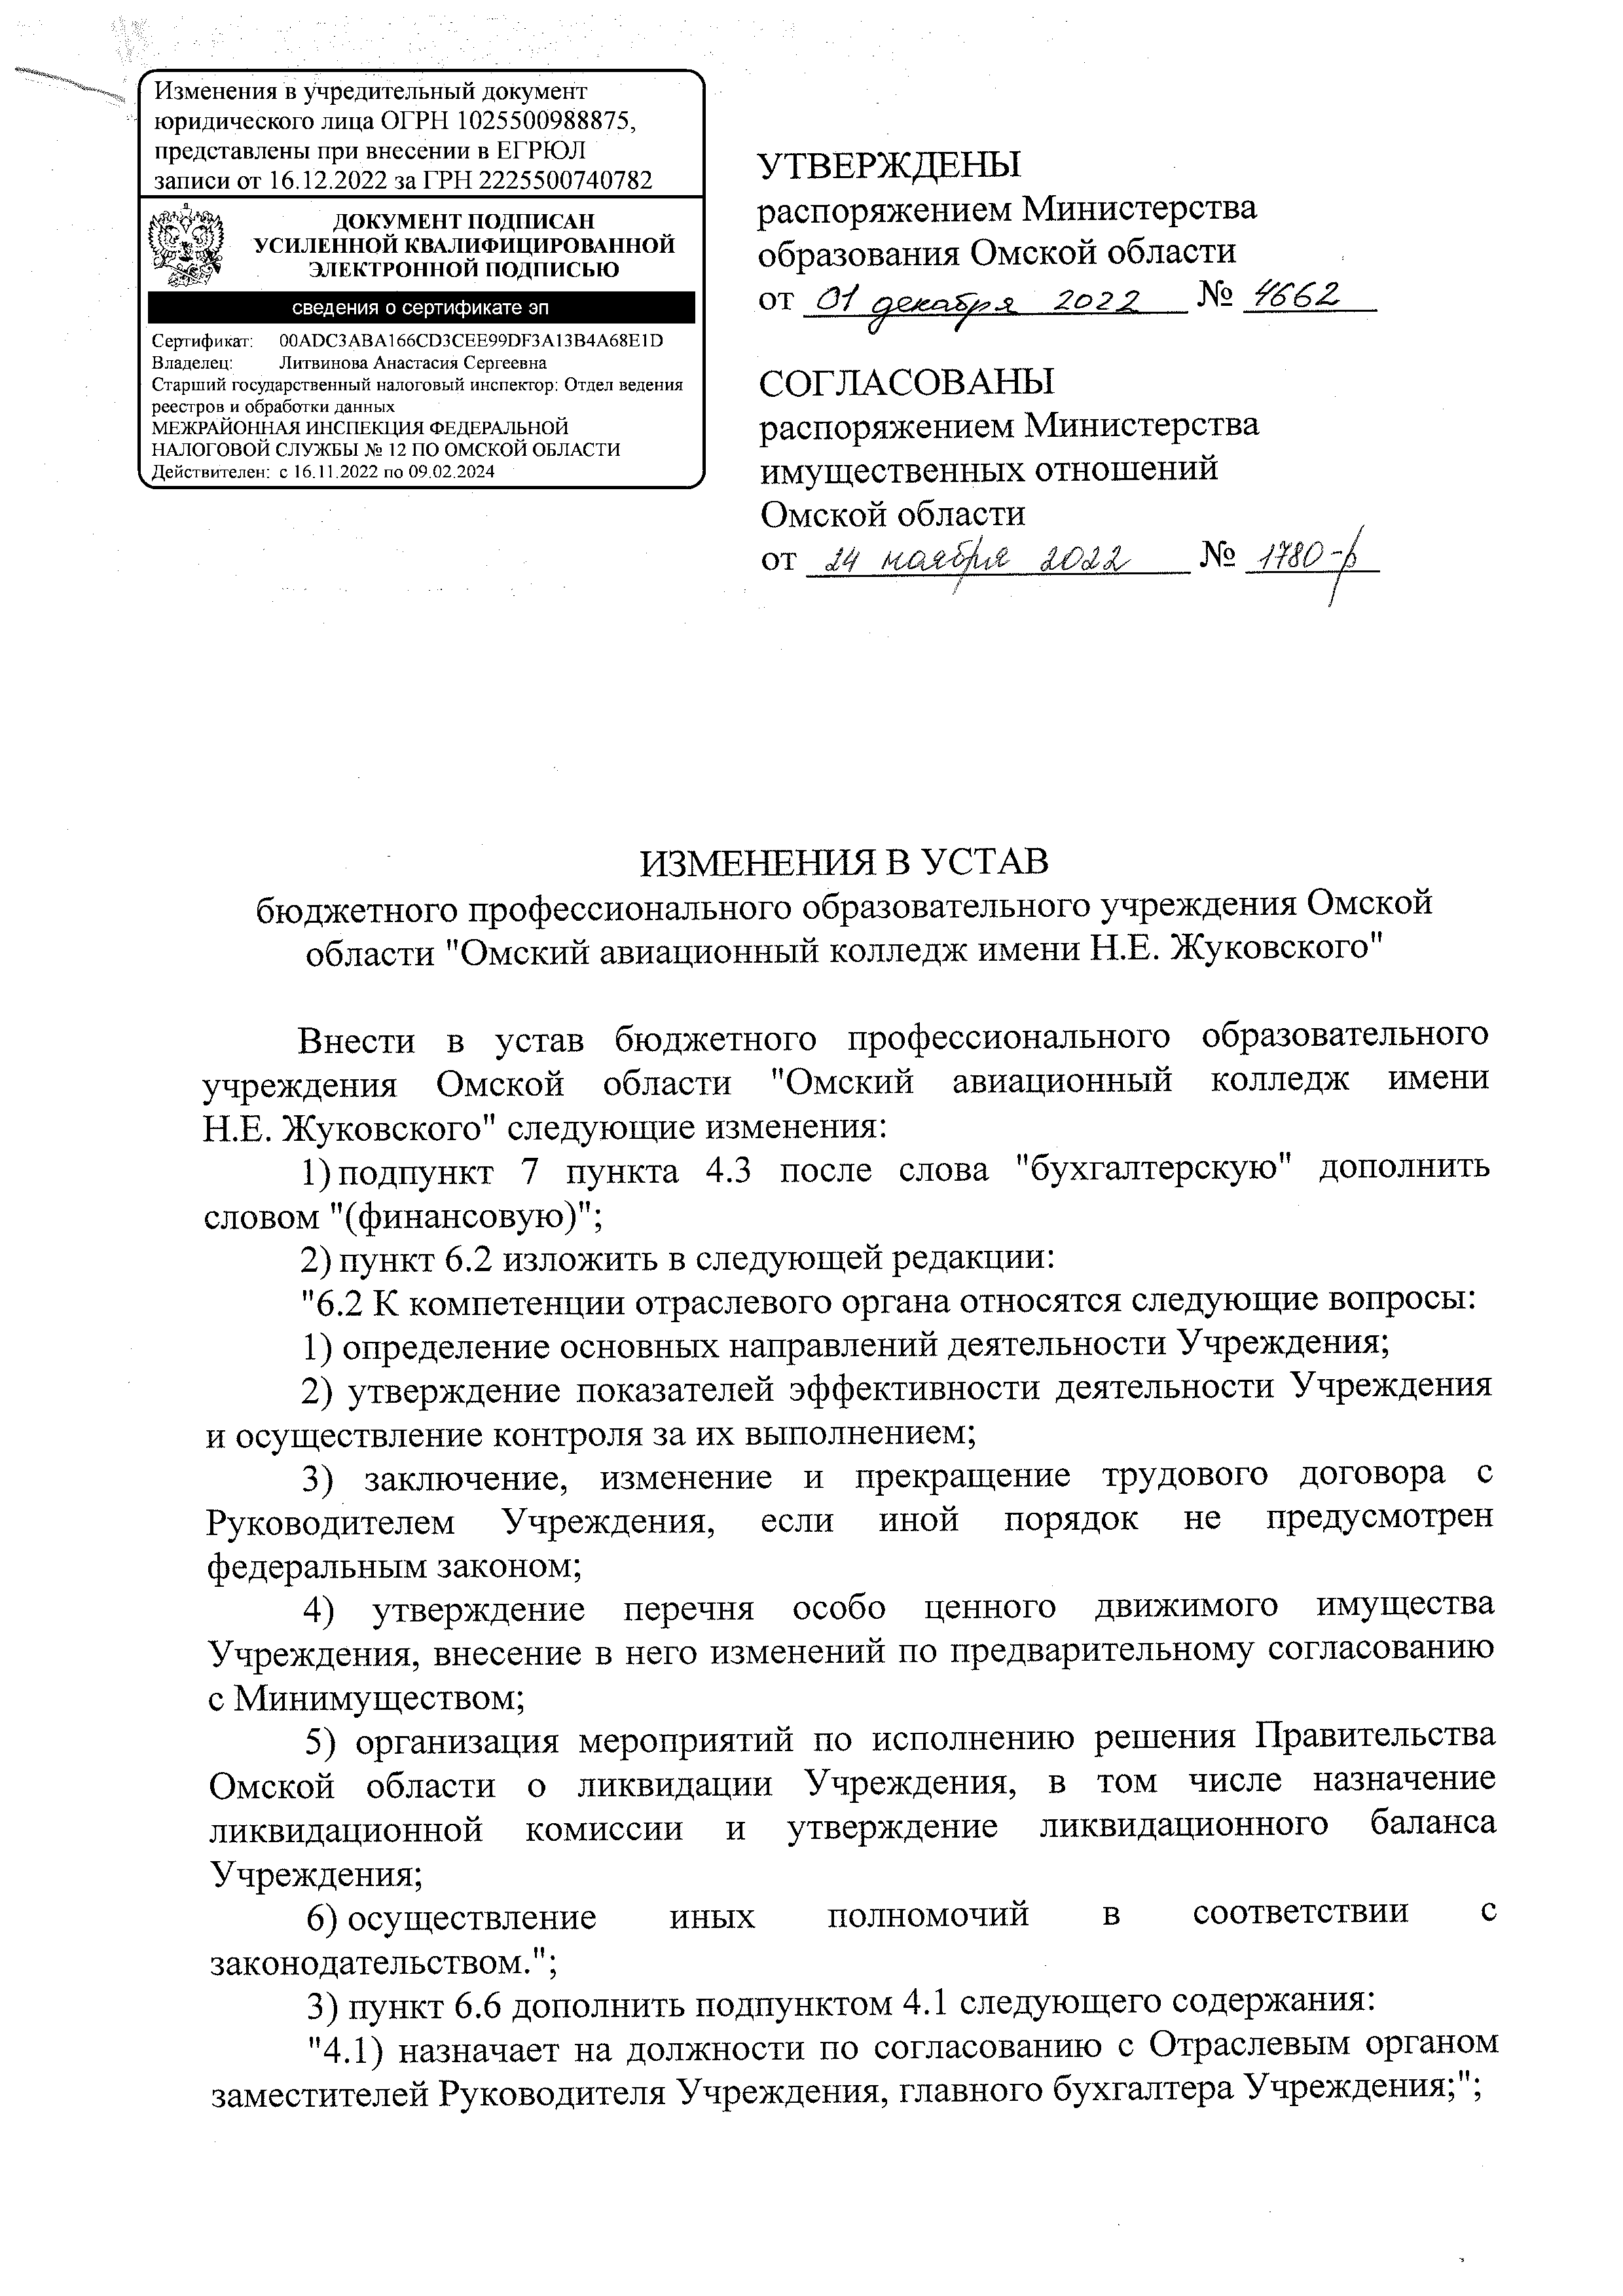 Изменения в учредительный документ
юридического лица ОГРН 1025500988875,
представлены при внесении в ЕГРЮЛ
записи от 16.12.2022 за ГРН 2225500740782
ДОКУМЕНТ ПОДПИСАН
УСИЛЕННОЙ КВАЛИФИЦИРОВАННОЙ
ЭЛЕКТРОННОЙ ПОДПИСЬЮ
сведения о сертификате эп
Сертификат: 00ADC3ABA166CD3CEE99DF3A13B4A68E1D
Владелец: Литвинова Анастасия Сергеевна
Старший государственный налоговый инспектор: Отдел ведения
реестров и обработки данных
МЕЖРАЙОННАЯ ИНСПЕКЦИЯ ФЕДЕРАЛЬНОЙ
НАЛОГОВОЙ СЛУЖБЫ № 12 ПО ОМСКОЙ ОБЛАСТИ
Действителен: с 16.11.2022 по 09.02.2024
УТВЕРЖДЕНЫ
распоряжением Министерства
образования Омской области
от 01 декабря 2022 № 4662
СОГЛАСОВАНЫ
распоряжением Министерства
имущественных отношений
Омской области
от 24 ноября 2022 № 1780-р
ИЗМЕНЕНИЯ В УСТАВ
бюджетного профессионального образовательного учреждения Омской
области "Омский авиационный колледж имени Н.Е. Жуковского"
Внести в устав бюджетного профессионального образовательного
учреждения Омской области "Омский авиационный колледж имени
Н.Е. Жуковского" следующие изменения:
1) подпункт 7 пункта 4.3 после слова "бухгалтерскую" дополнить
словом "(финансовую)";
2) пункт 6.2 изложить в следующей редакции:
"6.2 К компетенции отраслевого органа относятся следующие вопросы:
1) определение основных направлений деятельности Учреждения;
2) утверждение показателей эффективности деятельности Учреждения
и осуществление контроля за их выполнением;
3) заключение, изменение и прекращение трудового договора с
Руководителем Учреждения, если иной порядок не предусмотрен
федеральным законом;
4) утверждение перечня особо ценного движимого имущества
Учреждения, внесение в него изменений по предварительному согласованию
с Минимуществом;
5) организация мероприятий по исполнению решения Правительства
Омской области о ликвидации Учреждения, в том числе назначение
ликвидационной комиссии и утверждение ликвидационного баланса
Учреждения;
6) осуществление иных полномочий в соответствии с
законодательством.";
3) пункт 6.6 дополнить подпунктом 4.1 следующего содержания:
"4.1) назначает на должности по согласованию с Отраслевым органом
заместителей Руководителя Учреждения, главного бухгалтера Учреждения;";